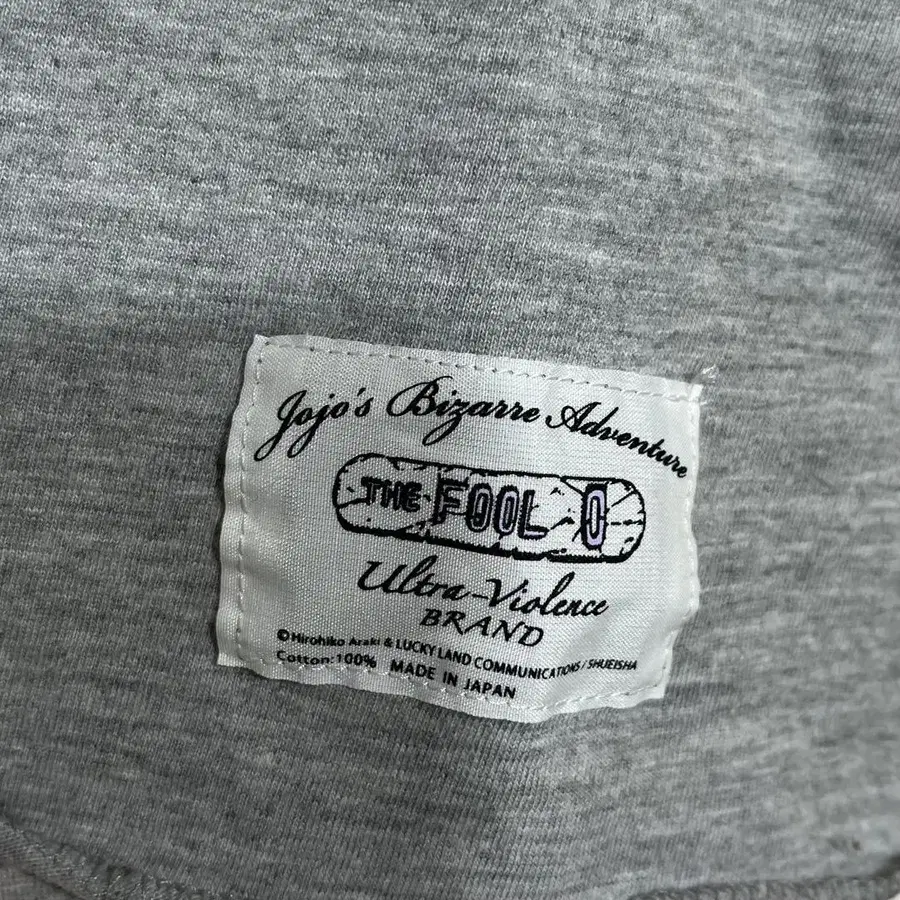 Jojo's Bizarre Adventure
THE FOOL 0
Ultra-Violence
BRAND
©Hirohiko Araki & LUCKY LAND COMMUNICATIONS / SHUEISHA
Cotton:100% MADE IN JAPAN